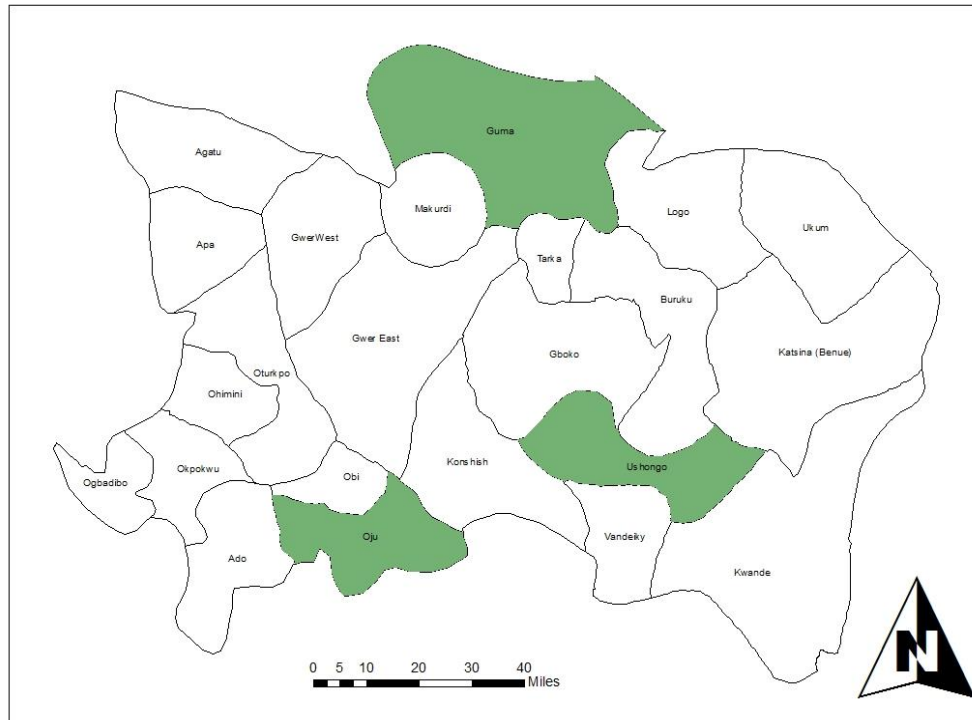 Guma
Agatu
Makurdi
Logo
Ukum
GwerWest
Apa
Tarka
Buruku
Gwer East
Gboko
Katsina (Benue)
Oturkpo
Ohimini
Konshish
Ushongo
Okpokwu
Obi
Ogbadibo
Oju
Vandeiky
Ado
Kwande
N
0 5 10 20 30 40
Miles